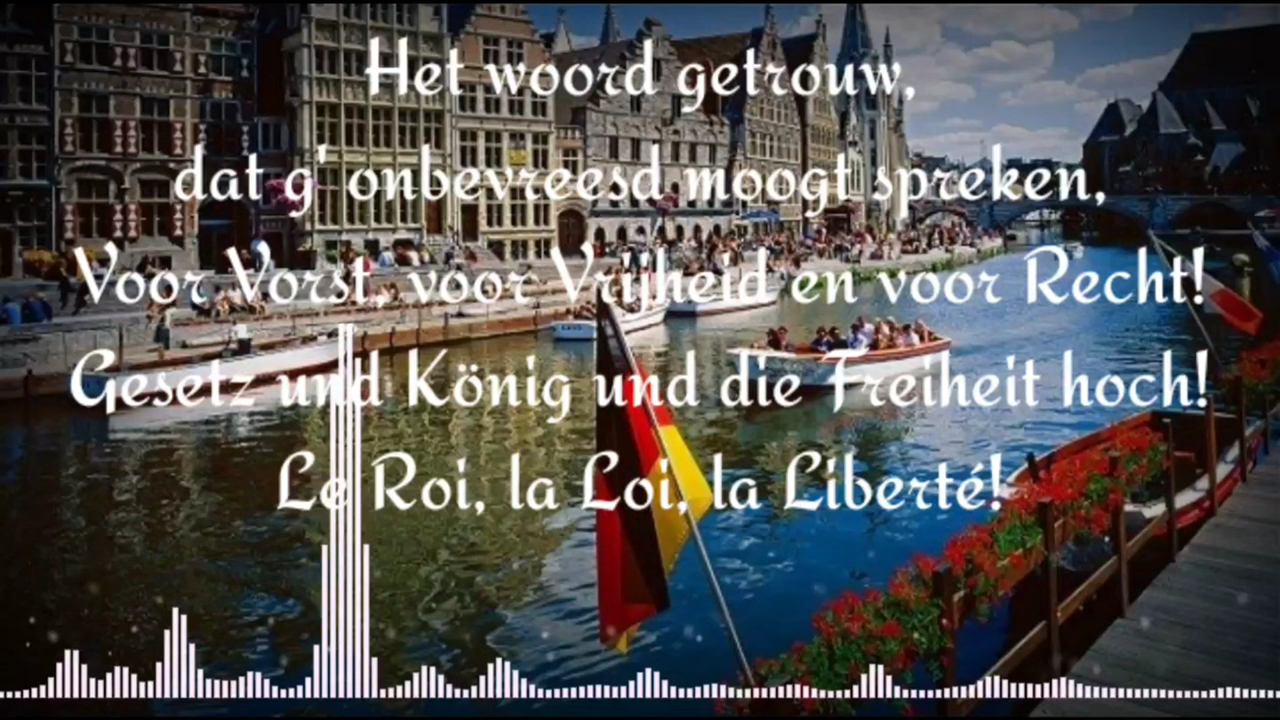 Het woord getrouw,
dat g' onbevreesd moogt spreken,
Voor Vorst, voor Vrijheid en voor Recht!
Gesetz und König und die Freiheit hoch!
Le Roi, la Loi, la Liberté!